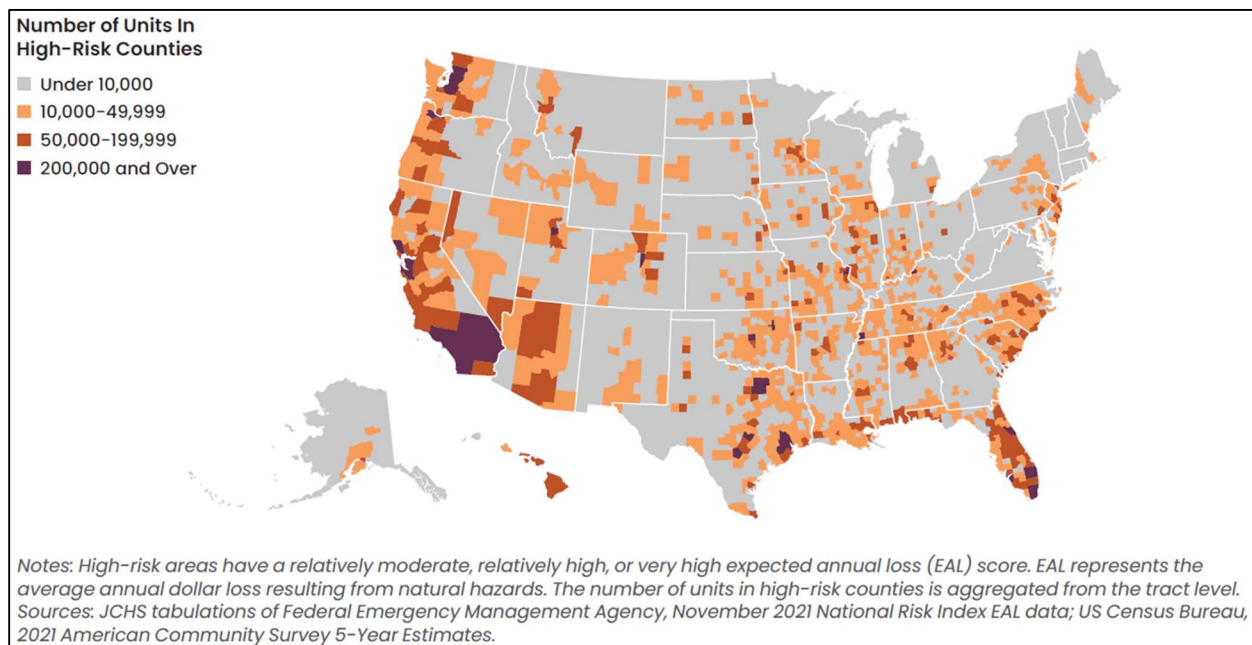 Number of Units In
High-Risk Counties
Under 10,000
10,000-49,999
50,000-199,999
200,000 and Over
Notes: High-risk areas have a relatively moderate, relatively high, or very high expected annual loss (EAL) score. EAL represents the
average annual dollar loss resulting from natural hazards. The number of units in high-risk counties is aggregated from the tract level.
Sources: JCHS tabulations of Federal Emergency Management Agency, November 2021 National Risk Index EAL data; US Census Bureau,
2021 American Community Survey 5-Year Estimates.